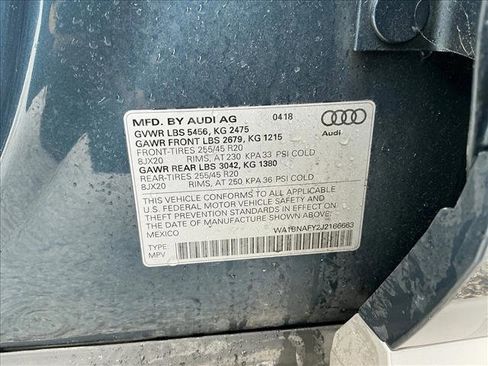 MFD. BY AUDI AG 04 18
GVWR LBS 5456, KG 2475
GAWR FRONT LBS 2679, KG 1215
FRONT-TIRES 255/45 R20
8JX20 RIMS, AT 230 KPA 33 PSI COLD
GAWR REAR LBS 3042, KG 1380
REAR-TIRES 255/45 R20
8JX20 RIMS, AT 250 KPA 36 PSI COLD
Audi
THIS VEHICLE CONFORMS TO ALL APPLICABLE
U.S. FEDERAL MOTOR VEHICLE SAFETY AND
THEFT PREVENTION STANDARDS IN EFFECT ON
THE DATE OF MANUFACTURE SHOWN ABOVE.
MEXICO
TYPE:
MPV
WA1BNAFY2J2166663